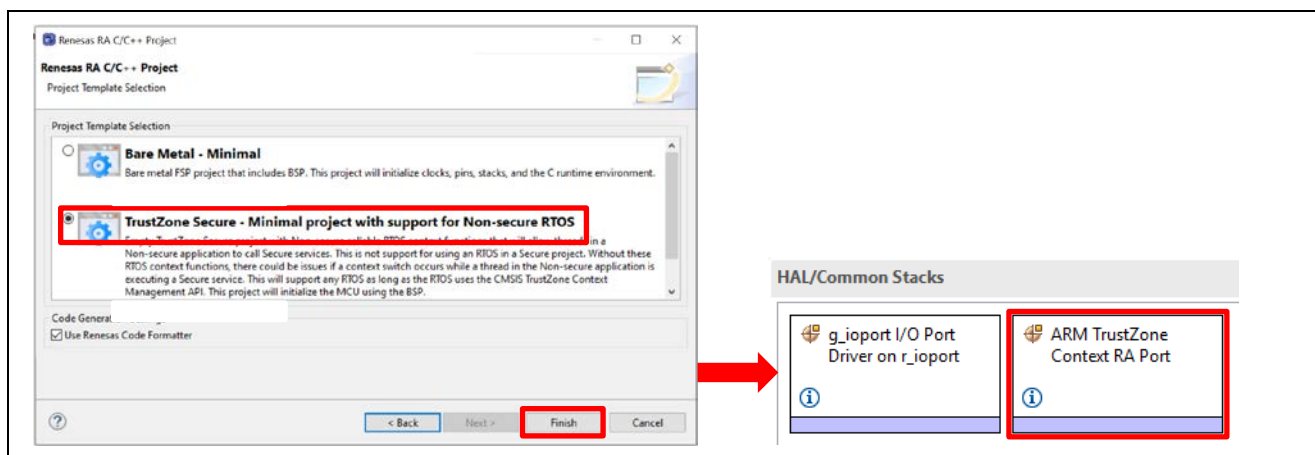 Renesas RA C/C++ Project
Renesas RA C/C++ Project
Project Template Selection
Project Template Selection
Bare Metal - Minimal
Bare metal FSP project that includes BSP. This project will initialize clocks, pins, stacks, and the C runtime environment.
TrustZone Secure - Minimal project with support for Non-secure RTOS
Non-secure application to call Secure services. This is not support for using an RTOS in a Secure project. Without these
RTOS context functions, there could be issues if a context switch occurs while a thread in the Non-secure application is
executing a Secure service. This will support any RTOS as long as the RTOS uses the CMSIS TrustZone Context
Management API. This project will initialize the MCU using the BSP.
Code
Use Renesas Code Formatter
< Back
Next >
Finish
Cancel
HAL/Common Stacks
g_ioport I/O Port
Driver on r_ioport
ARM TrustZone
Context RA Port